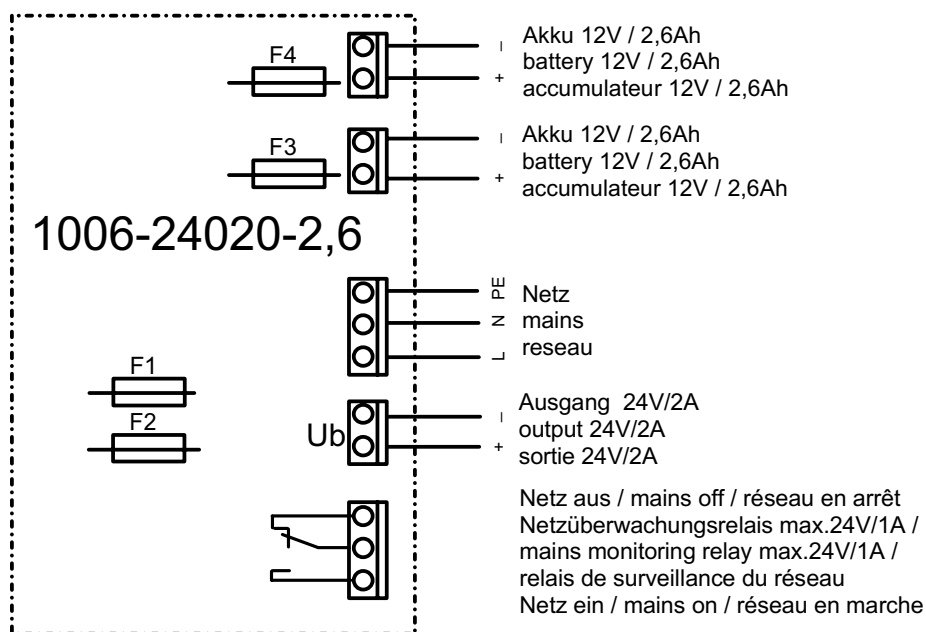 F4
–
+
Akku 12V / 2,6Ah
battery 12V / 2,6Ah
accumulateur 12V / 2,6Ah
F3
–
+
Akku 12V / 2,6Ah
battery 12V / 2,6Ah
accumulateur 12V / 2,6Ah
1006-24020-2,6
PE
N
L
Netz
mains
reseau
F1
F2
Ub
–
+
Ausgang 24V/2A
output 24V/2A
sortie 24V/2A
Netz aus / mains off / réseau en arrêt
Netzüberwachungsrelais max.24V/1A /
mains monitoring relay max.24V/1A /
relais de surveillance du réseau
Netz ein / mains on / réseau en marche